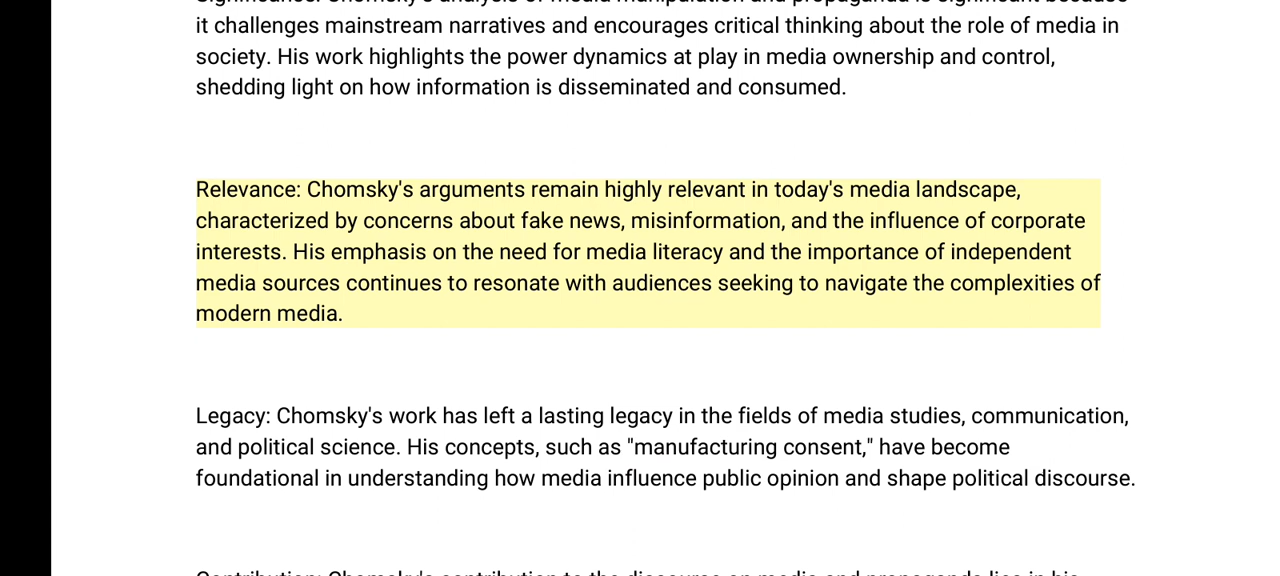 it challenges mainstream narratives and encourages critical thinking about the role of media in
society. His work highlights the power dynamics at play in media ownership and control,
shedding light on how information is disseminated and consumed.
Relevance: Chomsky's arguments remain highly relevant in today's media landscape,
characterized by concerns about fake news, misinformation, and the influence of corporate
interests. His emphasis on the need for media literacy and the importance of independent
media sources continues to resonate with audiences seeking to navigate the complexities of
modern media.
Legacy: Chomsky's work has left a lasting legacy in the fields of media studies, communication,
and political science. His concepts, such as "manufacturing consent," have become
foundational in understanding how media influence public opinion and shape political discourse.